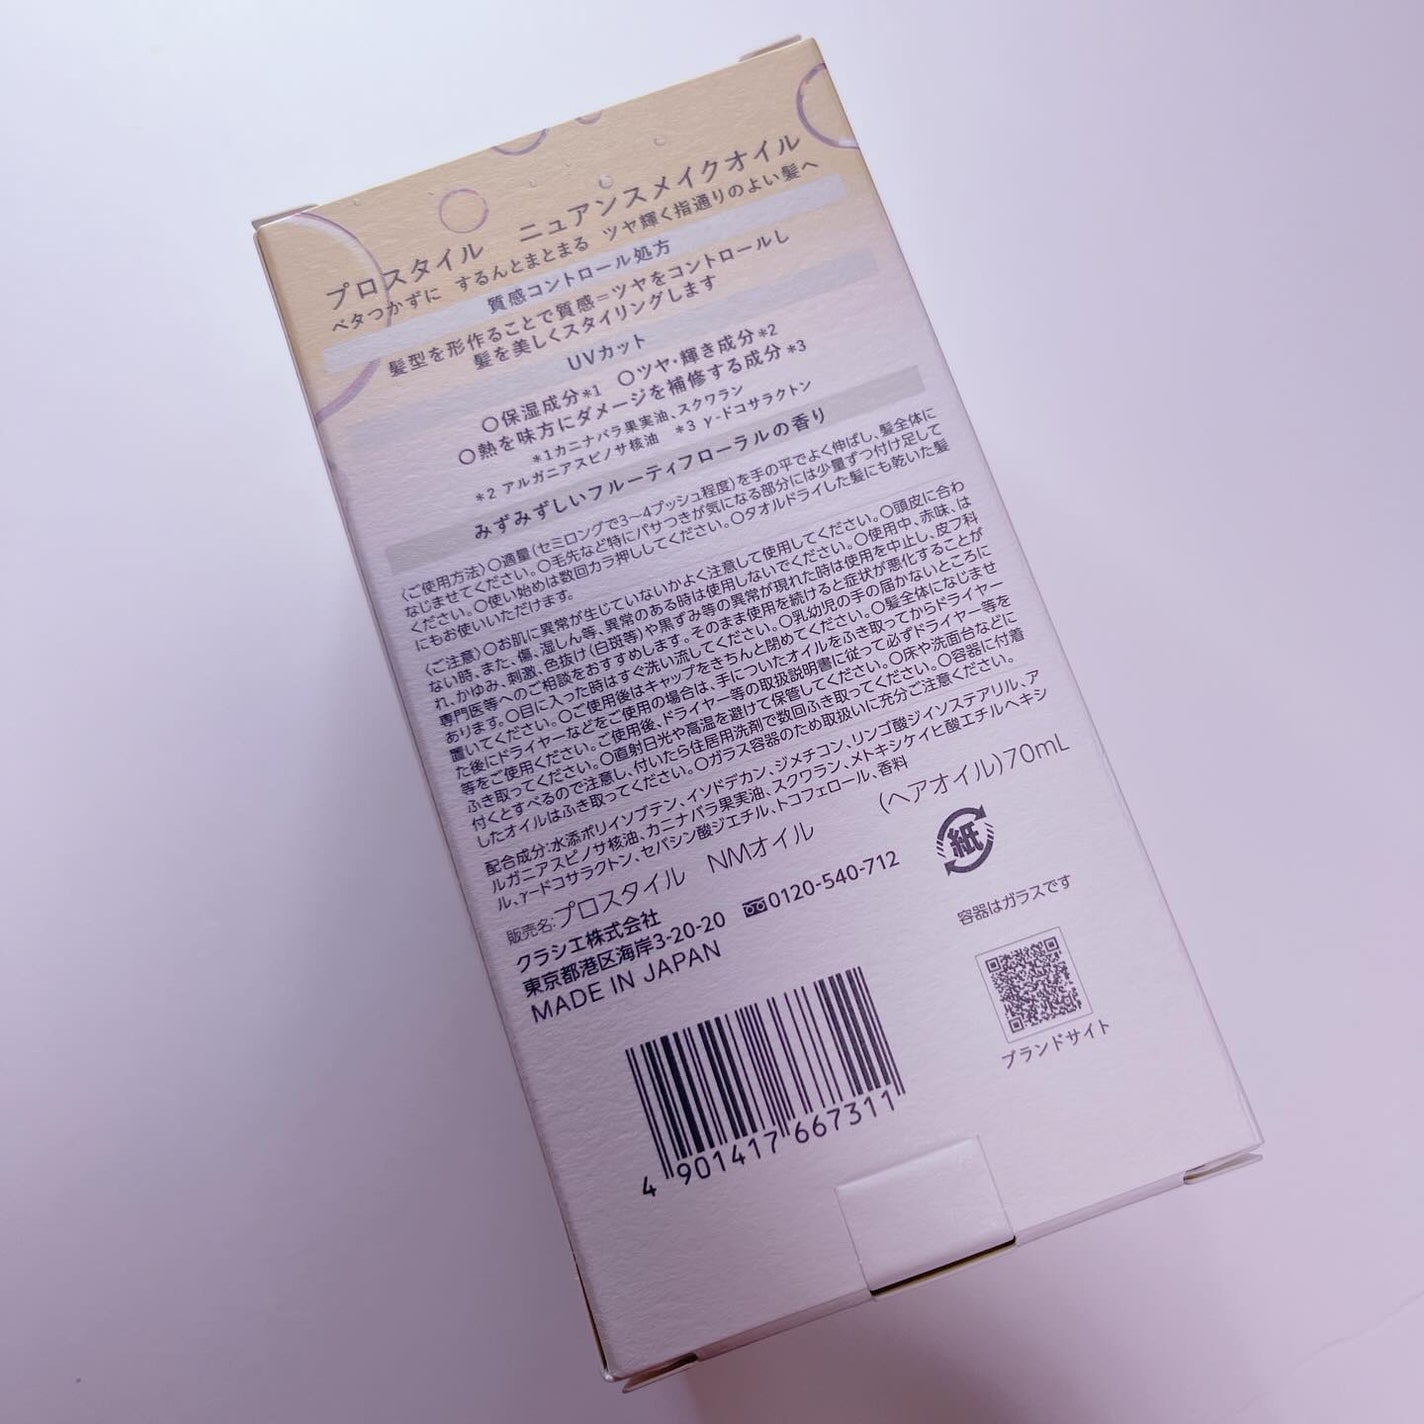 プロスタイル　ニュアンスメイクオイル
ベタつかずに するんとまとまる ツヤ輝く指通りのよい髪へ
質感コントロール処方
髪型を形作ることで質感=ツヤをコントロールし
髪を美しくスタイリングします
UVカット
○保湿成分*1 ○ツヤ・輝き成分*2
○熱を味方にダメージを補修する成分*3
*1カニナバラ果実油、スクワラン
*2 アルガニアスピノサ核油 *3 γ-ドコサラクトン
みずみずしいフルーティフローラルの香り
〈ご使用方法〉○適量(セミロングで3〜4プッシュ程度)を手の平でよく伸ばし、髪全体に
なじませてください。○毛先など特にパサつきが気になる部分には少量ずつ付け足して
ください。○使い始めは数回カラ押ししてください。○タオルドライした髪にも乾いた髪
にもお使いいただけます。
〈ご注意〉○お肌に異常が生じていないかよく注意して使用してください。○頭皮に合わ
ない時、また、傷、湿しん等、異常のある時は使用しないでください。○使用中、赤味、は
れ、かゆみ、刺激、色抜け(白斑等)や黒ずみ等の異常が現れた時は使用を中止し、皮フ科
専門医等へのご相談をおすすめします。そのまま使用を続けると症状が悪化することが
あります。○目に入った時はすぐ洗い流してください。○乳幼児の手の届かないところに
置いてください。○ご使用後はキャップをきちんと閉めてください。○髪全体になじませ
た後にドライヤーなどをご使用の場合は、手についたオイルをふき取ってからドライヤー
等をご使用ください。ご使用後、ドライヤー等の取扱説明書に従って必ずドライヤー等を
ふき取ってください。○直射日光や高温を避けて保管してください。○床や洗面台などに
付くとすべるので注意し、付いたら住居用洗剤で数回ふき取ってください。○容器に付着
したオイルはふき取ってください。○ガラス容器のため取扱いに充分ご注意ください。
配合成分:水添ポリイソブテン、イソドデカン、ジメチコン、リンゴ酸ジイソステアリル、ア
ルガニアスピノサ核油、カニナバラ果実油、スクワラン、メトキシケイヒ酸エチルヘキシ
ル、γ-ドコサラクトン、セバシン酸ジエチル、トコフェロール、香料
販売名:プロスタイル　NMオイル　(ヘアオイル)70mL
クラシエ株式会社
東京都港区海岸3-20-20 0120-540-712
MADE IN JAPAN
紙
容器はガラスです
ブランドサイト
4 901417 667311